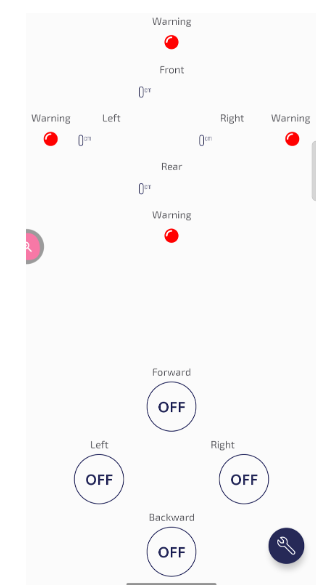 Warning
Front
0cm
Warning Left Right Warning
0cm 0cm
Rear
0cm
Warning
Forward
OFF
Left Right
OFF OFF
Backward
OFF